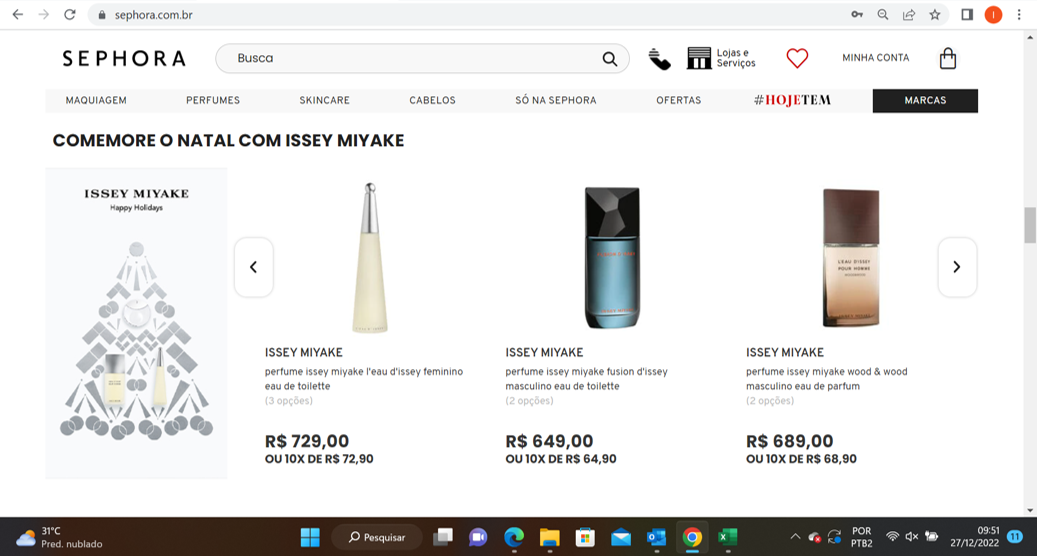 sephora.com.br
I
SEPHORA
Busca
Lojas e
Serviços
MINHA CONTA
MAQUIAGEM
PERFUMES
SKINCARE
CABELOS
SÓ NA SEPHORA
OFERTAS
#HOJETEM
MARCAS
COMEMORE O NATAL COM ISSEY MIYAKE
ISSEY MIYAKE
Happy Holidays
L'EAU D'ISSEY
POUR HOMME
ISSEY MIYAKE
perfume issey miyake l'eau d'issey feminino
eau de toilette
(3 opções)
R$ 729,00
OU 10X DE R$ 72,90
ISSEY MIYAKE
perfume issey miyake fusion d'issey
masculino eau de toilette
(2 opções)
R$ 649,00
OU 10X DE R$ 64,90
ISSEY MIYAKE
perfume issey miyake wood & wood
masculino eau de parfum
(2 opções)
R$ 689,00
OU 10X DE R$ 68,90
31°C
Pred. nublado
Pesquisar
POR
PTB2
09:51
27/12/2022
11